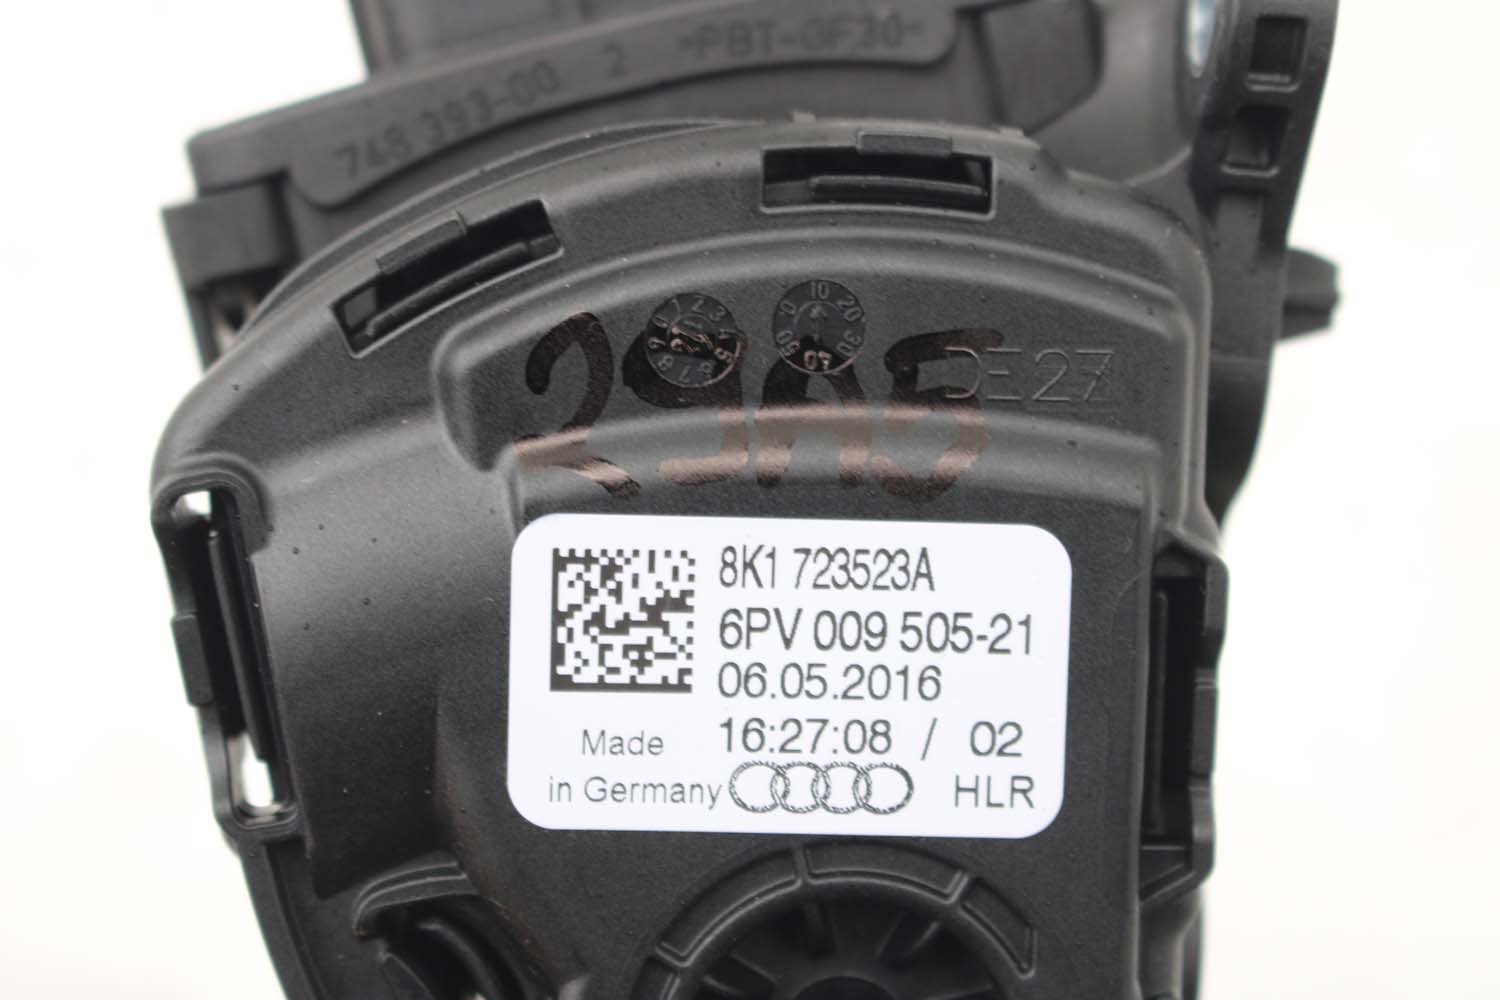 748 393-00 2 >PBT-GF30<
29A5
DE27
8K1 723523A
6PV 009 505-21
06.05.2016
16:27:08 / 02
Made
in Germany HLR